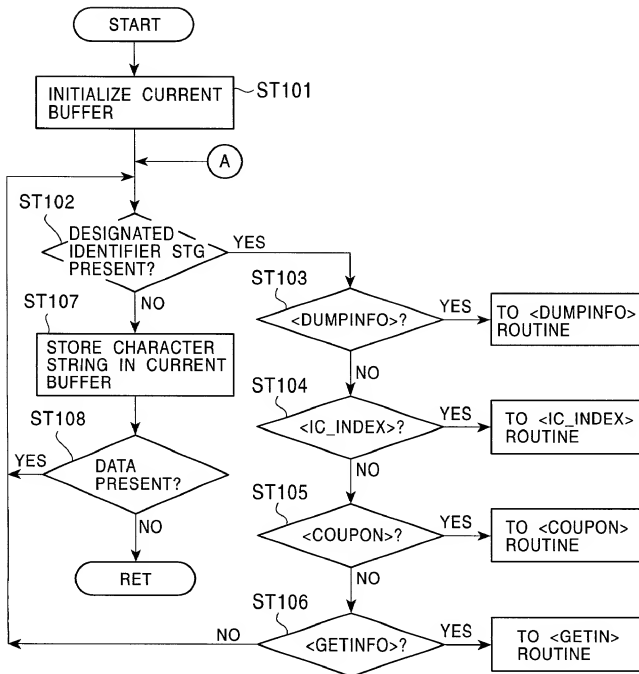 START
INITIALIZE CURRENT
BUFFER
ST101
A
ST102
DESIGNATED
IDENTIFIER STG
PRESENT?
YES
NO
ST103
<DUMPINFO>?
YES
TO <DUMPINFO>
ROUTINE
NO
ST107
STORE CHARACTER
STRING IN CURRENT
BUFFER
ST104
<IC_INDEX>?
YES
TO <IC_INDEX>
ROUTINE
NO
ST108
YES
DATA
PRESENT?
NO
RET
ST105
<COUPON>?
YES
TO <COUPON>
ROUTINE
NO
ST106
<GETINFO>?
NO
YES
TO <GETIN>
ROUTINE